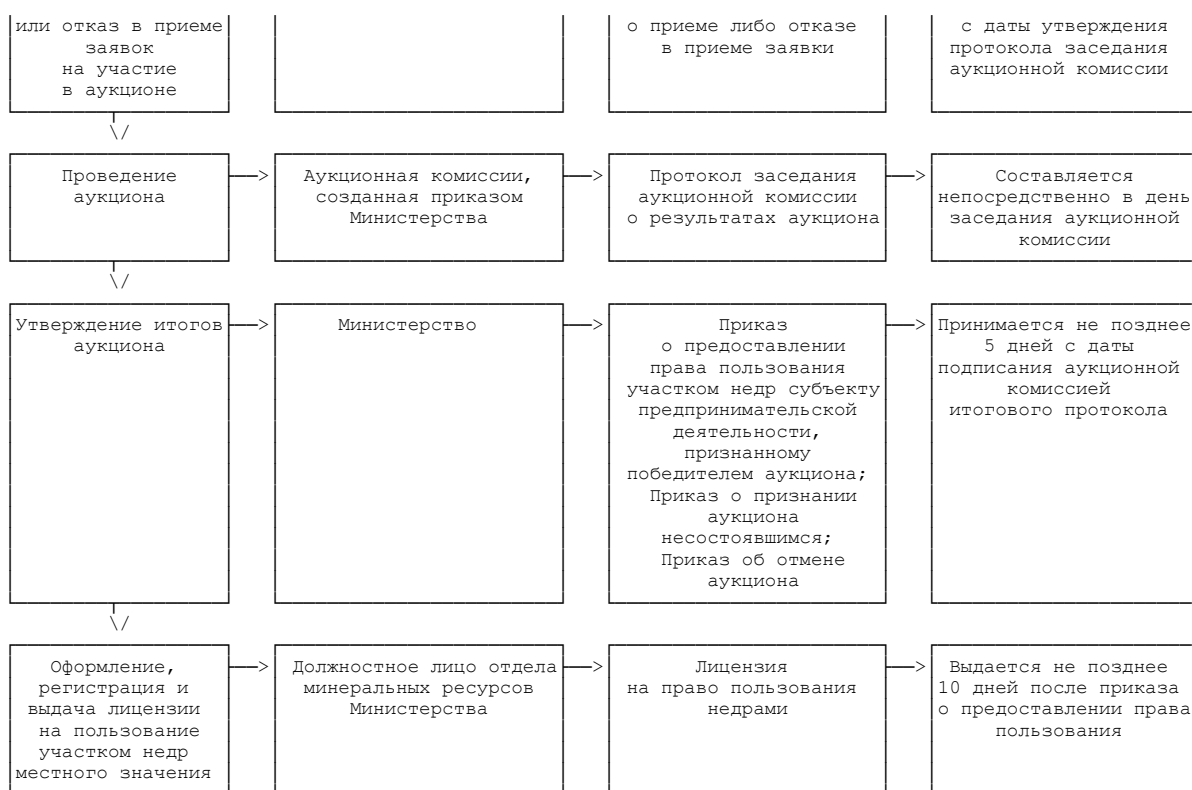 или отказ в приеме
заявок
на участие
в аукционе
о приеме либо отказе
в приеме заявки
с даты утверждения
протокола заседания
аукционной комиссии
Проведение
аукциона
Аукционная комиссии,
созданная приказом
Министерства
Протокол заседания
аукционной комиссии
о результатах аукциона
Составляется
непосредственно в день
заседания аукционной
комиссии
Утверждение итогов
аукциона
Министерство
Приказ
о предоставлении
права пользования
участком недр субъекту
предпринимательской
деятельности,
признанному
победителем аукциона;
Приказ о признании
аукциона
несостоявшимся;
Приказ об отмене
аукциона
Принимается не позднее
5 дней с даты
подписания аукционной
комиссией
итогового протокола
Оформление,
регистрация и
выдача лицензии
на пользование
участком недр
местного значения
Должностное лицо отдела
минеральных ресурсов
Министерства
Лицензия
на право пользования
недрами
Выдается не позднее
10 дней после приказа
о предоставлении права
пользования